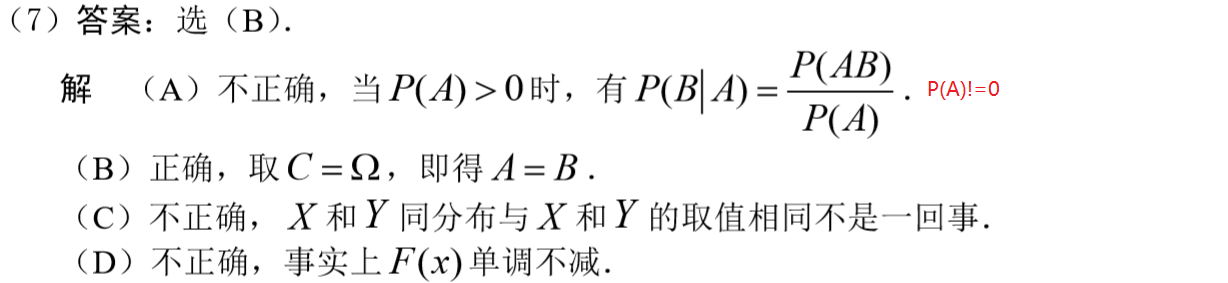 （7）答案：选（B）.
解 （A）不正确，当 P(A) > 0 时，有 P(B|A) = P(AB)/P(A) . P(A)!=0
（B）正确，取 C = Ω，即得 A = B .
（C）不正确， X 和 Y 同分布与 X 和 Y 的取值相同不是一回事.
（D）不正确，事实上 F(x) 单调不减.